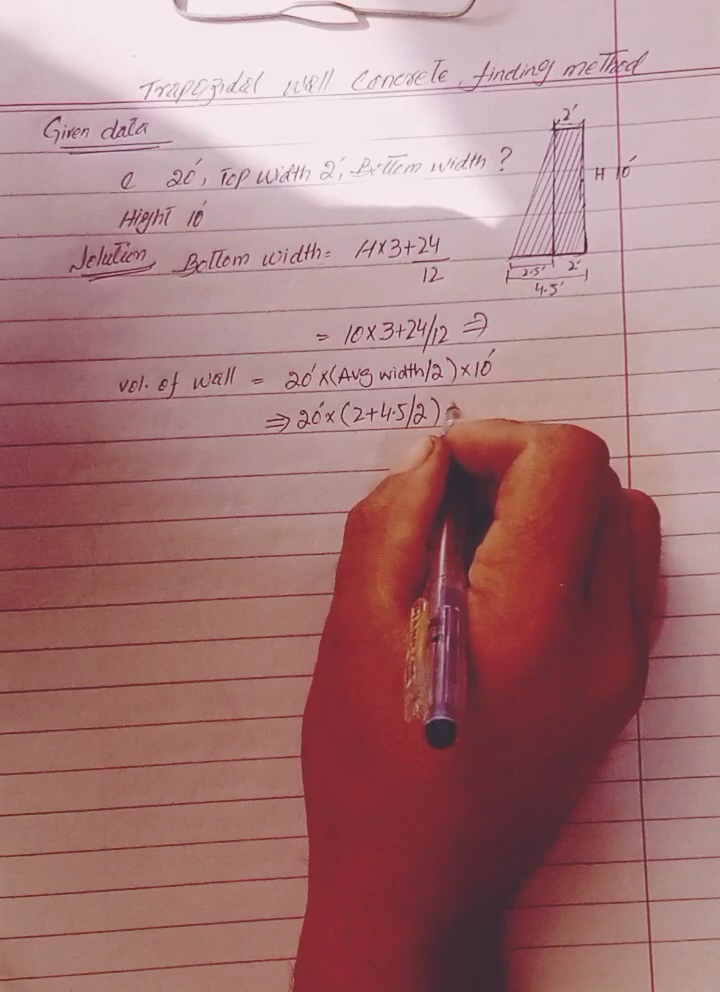 Trapezidal Wall Concrete finding method
Given data
l 20', Top width 2', Bottom width ?
Hight 10'
Solution Bottom width = H×3+24/12
= 10×3+24/12 ⇒
vol. of wall = 20'×(Avg width/2)×10'
⇒ 20'×(2+4.5/2)
2'
H 10'
2.5' 2'
4.5'